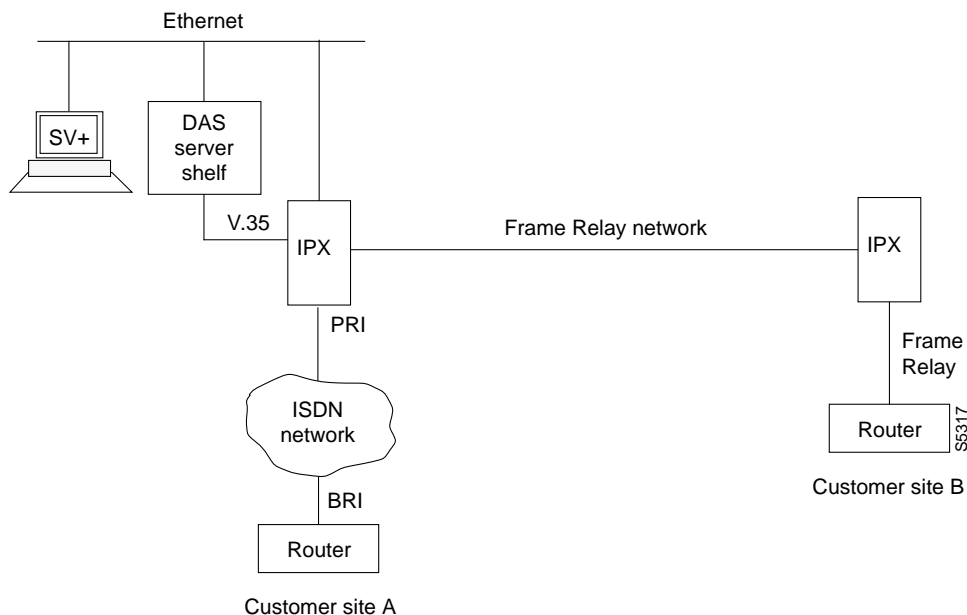 Ethernet
SV+
DAS
server
shelf
V.35
IPX
Frame Relay network
IPX
PRI
Frame
Relay
ISDN
network
Router
S5317
Customer site B
BRI
Router
Customer site A